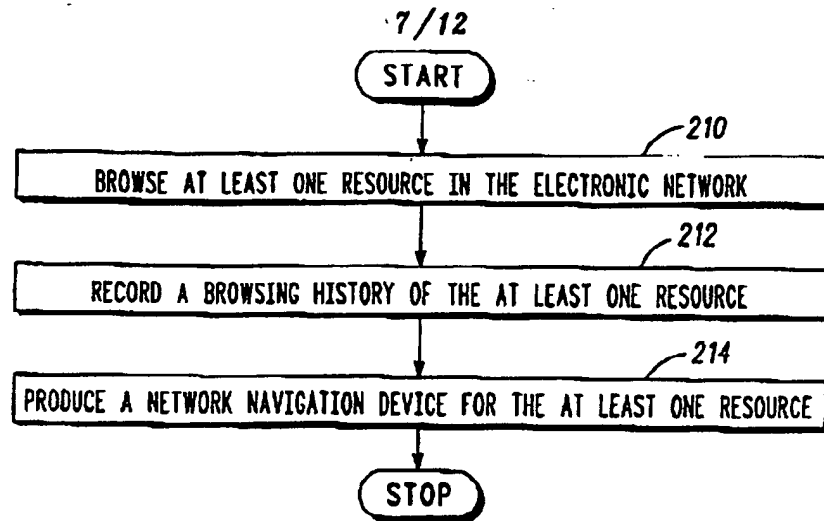 7/12
START
210
BROWSE AT LEAST ONE RESOURCE IN THE ELECTRONIC NETWORK
212
RECORD A BROWSING HISTORY OF THE AT LEAST ONE RESOURCE
214
PRODUCE A NETWORK NAVIGATION DEVICE FOR THE AT LEAST ONE RESOURCE
STOP